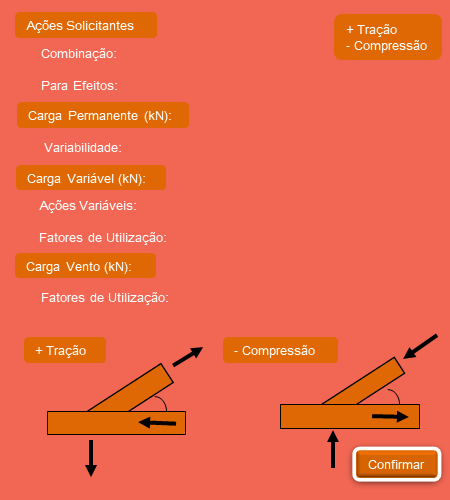 Ações Solicitantes
+ Tração
- Compressão
Combinação:
Para Efeitos:
Carga Permanente (kN):
Variabilidade:
Carga Variável (kN):
Ações Variáveis:
Fatores de Utilização:
Carga Vento (kN):
Fatores de Utilização:
+ Tração
- Compressão
Confirmar